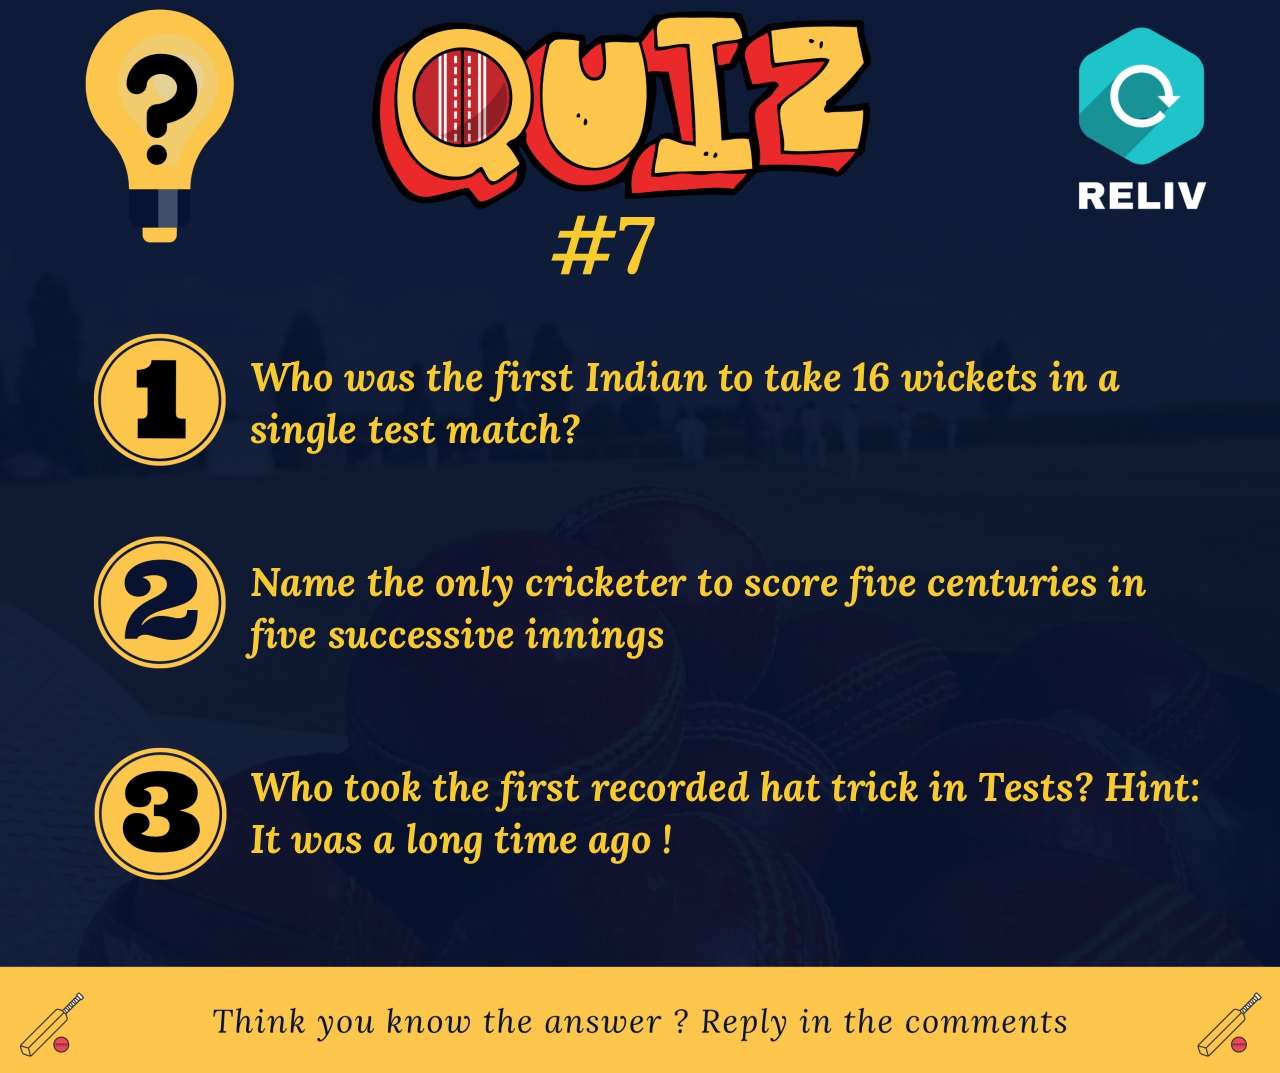 QUIZ
RELIV
#7
1
Who was the first Indian to take 16 wickets in a
single test match?
2
Name the only cricketer to score five centuries in
five successive innings
3
Who took the first recorded hat trick in Tests? Hint:
It was a long time ago !
Think you know the answer ? Reply in the comments